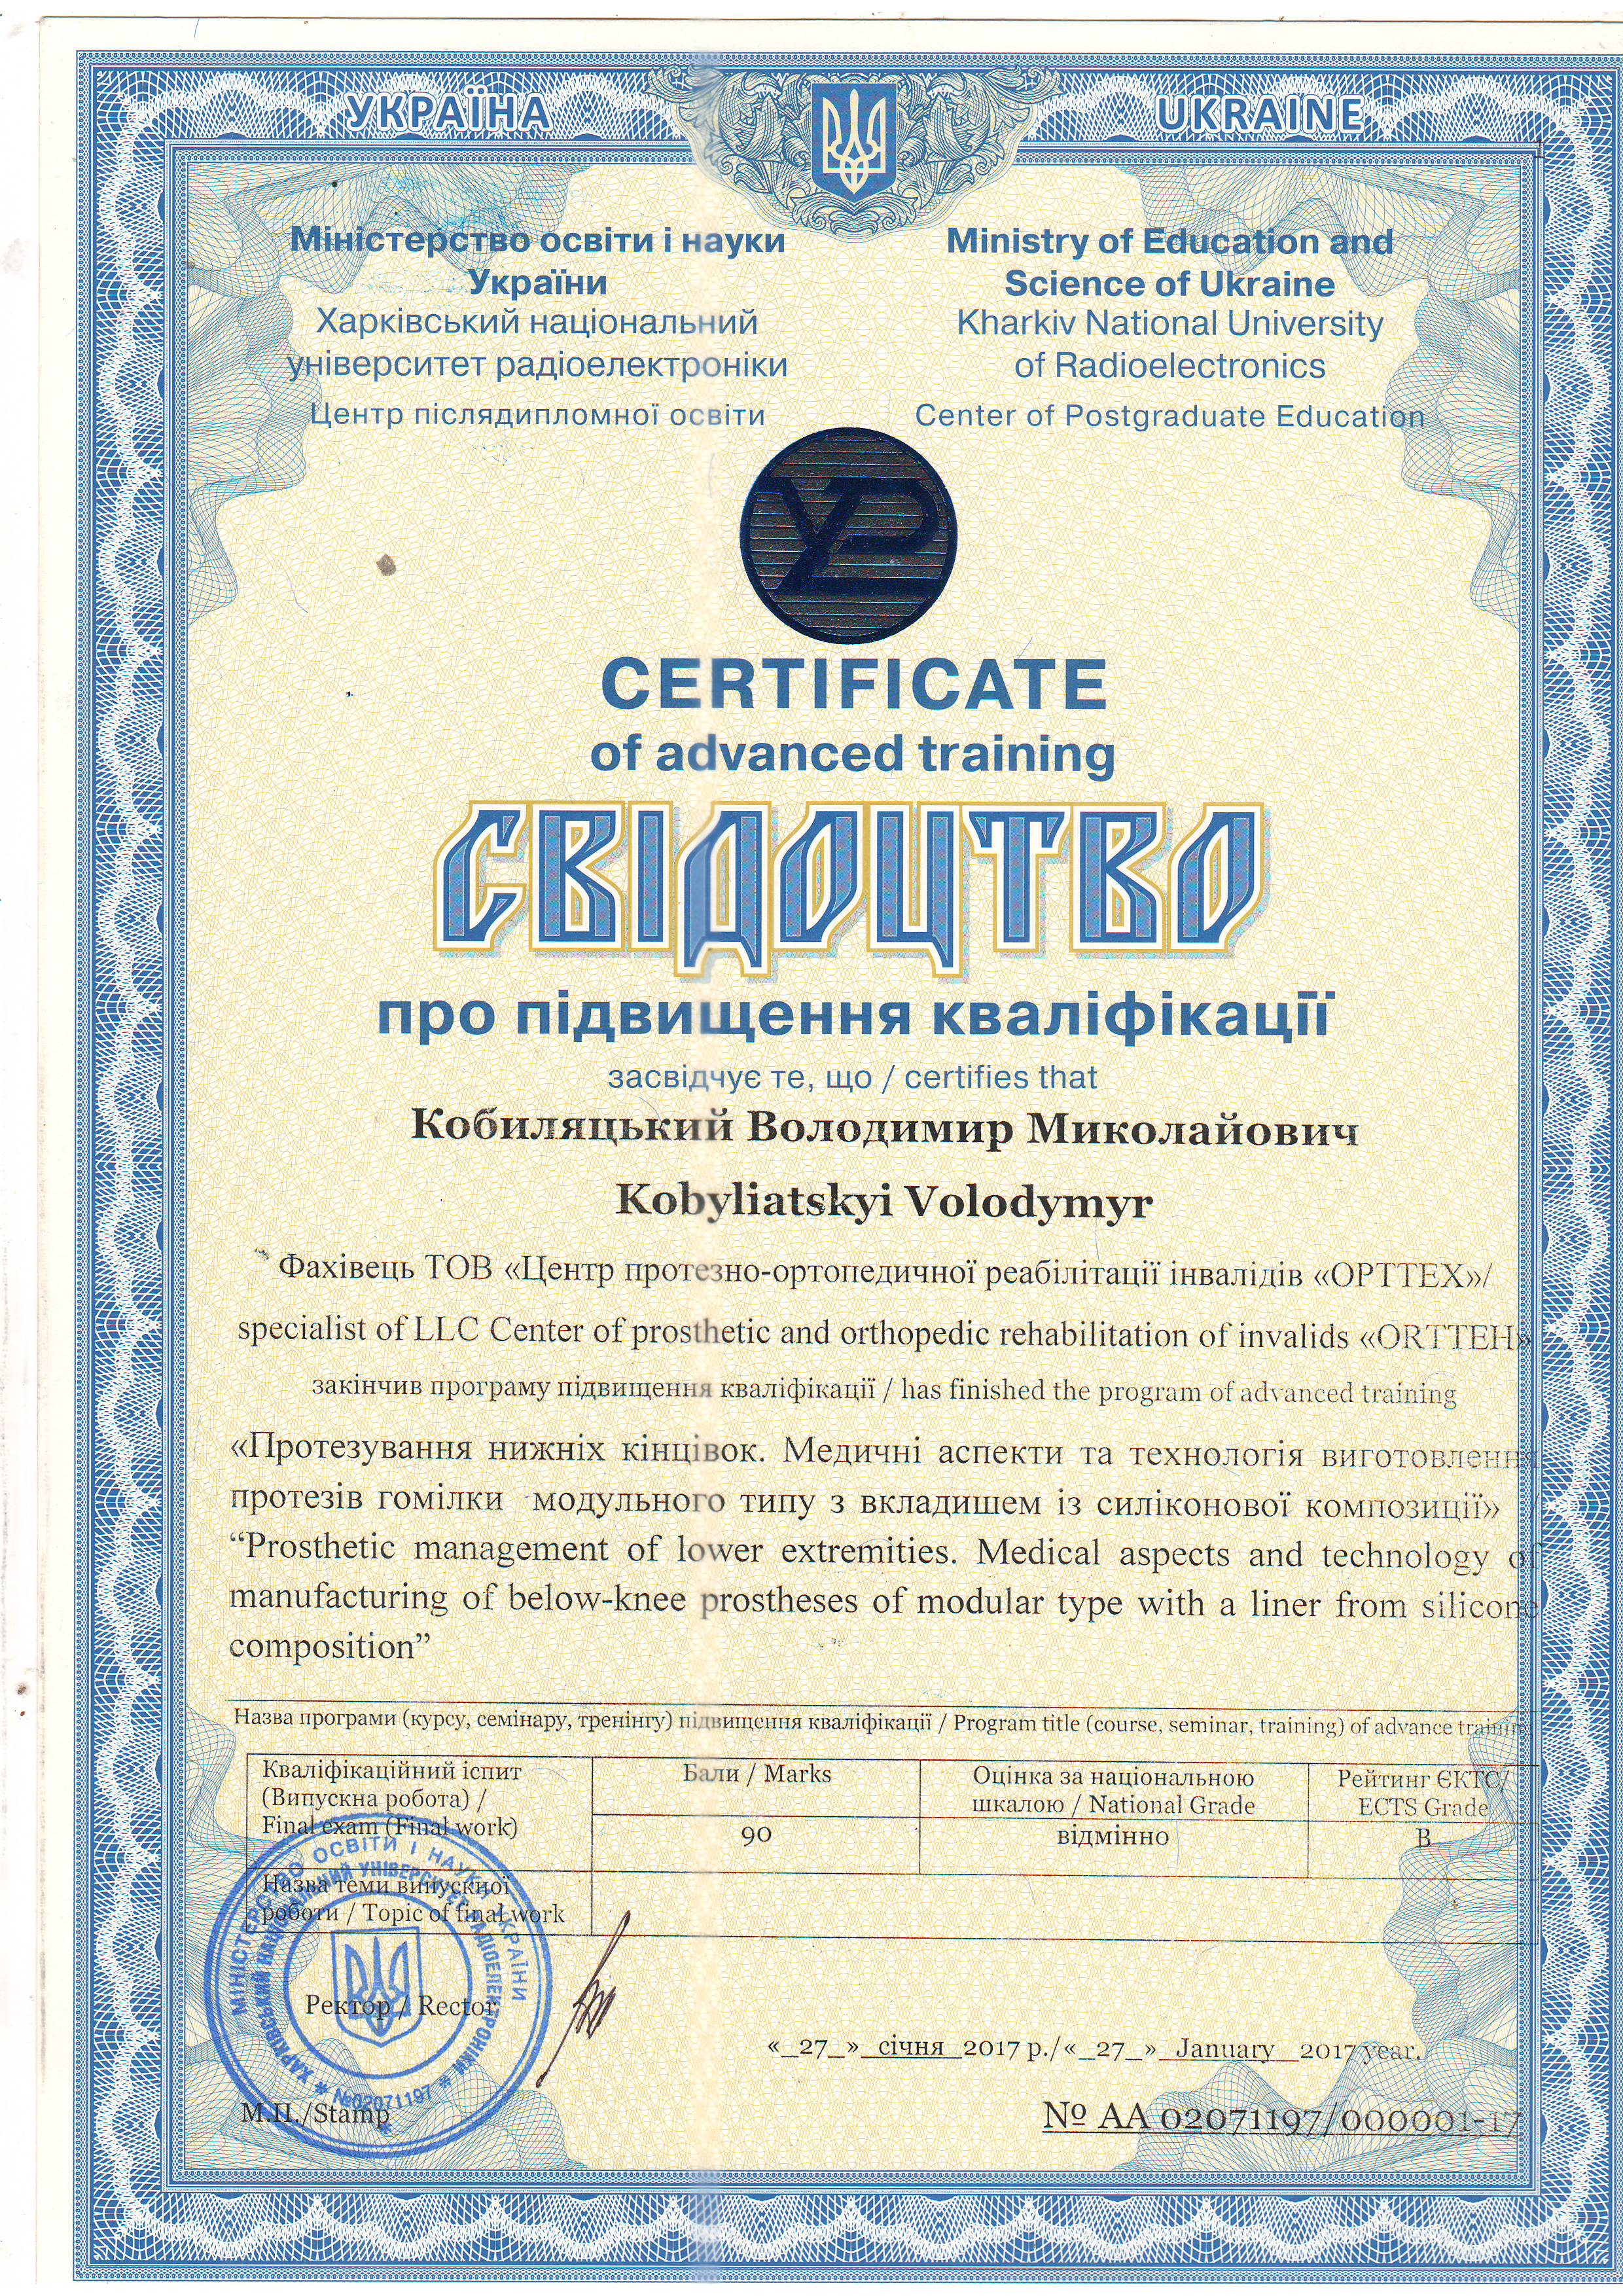 УКРАЇНА
UKRAINE
Міністерство освіти і науки
України
Харківський національний
університет радіоелектроніки
Центр післядипломної освіти
Ministry of Education and
Science of Ukraine
Kharkiv National University
of Radioelectronics
Center of Postgraduate Education
CERTIFICATE
of advanced training
СВІДОЦТВО
про підвищення кваліфікації
засвідчує те, що / certifies that
Кобиляцький Володимир Миколайович
Kobyliatskyi Volodymyr
Фахівець ТОВ «Центр протезно-ортопедичної реабілітації інвалідів «ОРТТЕХ»/
specialist of LLC Center of prosthetic and orthopedic rehabilitation of invalids «ORTTEH»
закінчив програму підвищення кваліфікації / has finished the program of advanced training
«Протезування нижніх кінцівок. Медичні аспекти та технологія виготовлення
протезів гомілки модульного типу з вкладишем із силіконової композиції» /
“Prosthetic management of lower extremities. Medical aspects and technology of
manufacturing of below-knee prostheses of modular type with a liner from silicone
composition”
Назва програми (курсу, семінару, тренінгу) підвищення кваліфікації / Program title (course, seminar, training) of advance training
Кваліфікаційний іспит
(Випускна робота) /
Final exam (Final work)
Бали / Marks
Оцінка за національною
шкалою / National Grade
Рейтинг ЄКТС/
ECTS Grade
90
відмінно
B
Назва теми випускної
роботи / Topic of final work
МІНІСТЕРСТВО ОСВІТИ І НАУКИ УКРАЇНИ
ХАРКІВСЬКИЙ НАЦІОНАЛЬНИЙ УНІВЕРСИТЕТ РАДІОЕЛЕКТРОНІКИ
№02071197
Ректор / Rector
«_27_»_січня_2017 р./«_27_»_January_2017 year.
М.П./Stamp
№ АА 02071197/000001-17